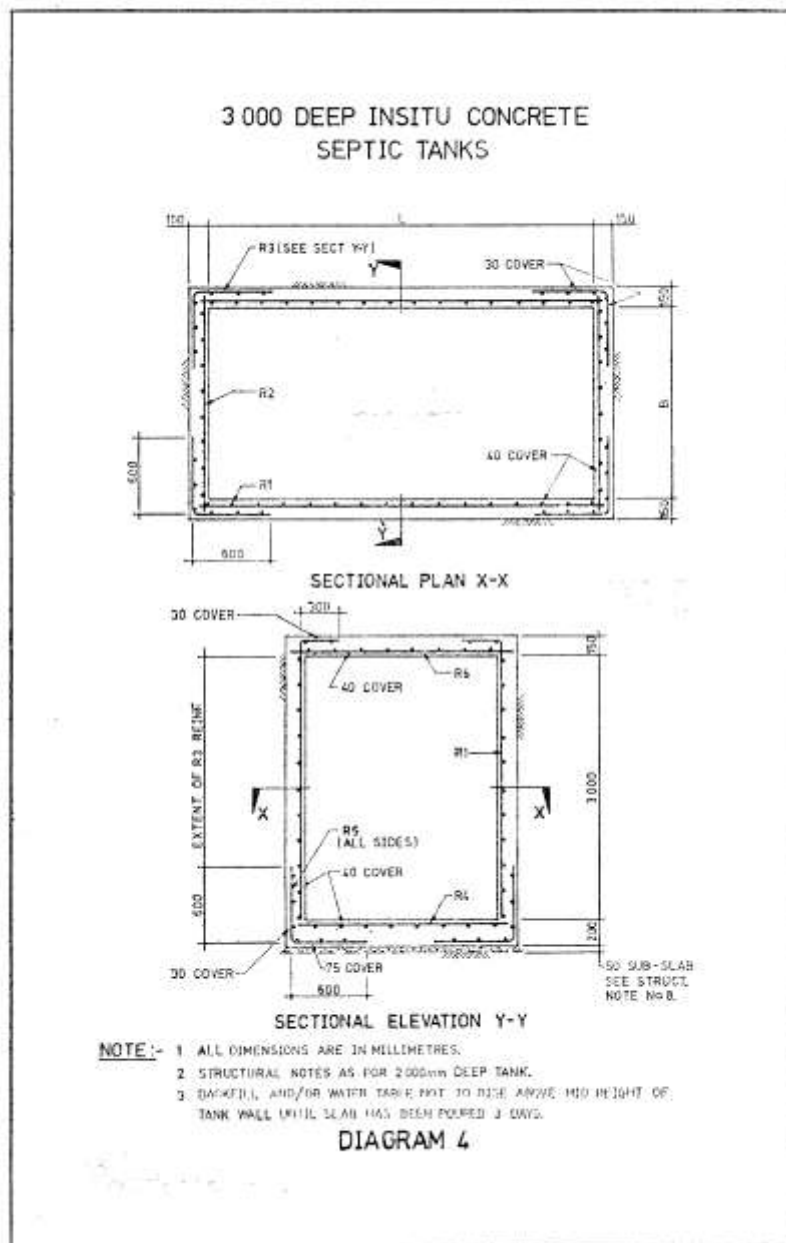 3 000 DEEP INSITU CONCRETE
SEPTIC TANKS
150 L 150
R3 (SEE SECT Y-Y)
Y
30 COVER
150
R2
B
40 COVER
600
R1
150
Y
600
SECTIONAL PLAN X-X
30 COVER
300
150
40 COVER
R6
EXTENT OF R3 REINF
R1
3000
X X
R5
(ALL SIDES)
40 COVER
R4
600
200
30 COVER
75 COVER
600
50 SUB-SLAB
SEE STRUCT.
NOTE No 8.
SECTIONAL ELEVATION Y-Y
NOTE:- 1 ALL DIMENSIONS ARE IN MILLIMETRES.
2 STRUCTURAL NOTES AS FOR 2000mm DEEP TANK.
3 BACKFILL AND/OR WATER TABLE NOT TO RISE ABOVE MID HEIGHT OF
TANK WALL UNTIL SLAB HAS BEEN POURED 3 DAYS.
DIAGRAM 4